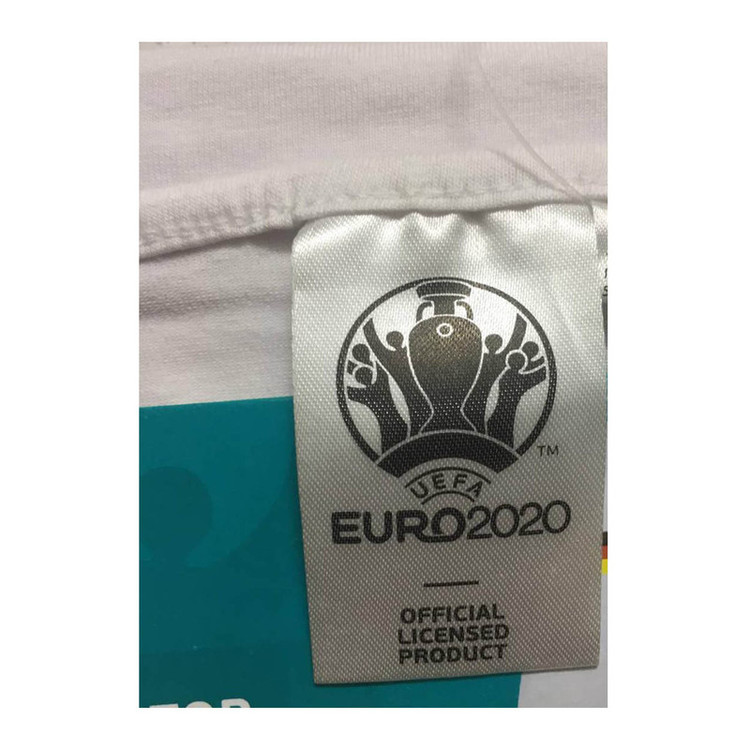 TM
UEFA
EURO2020
OFFICIAL
LICENSED
PRODUCT